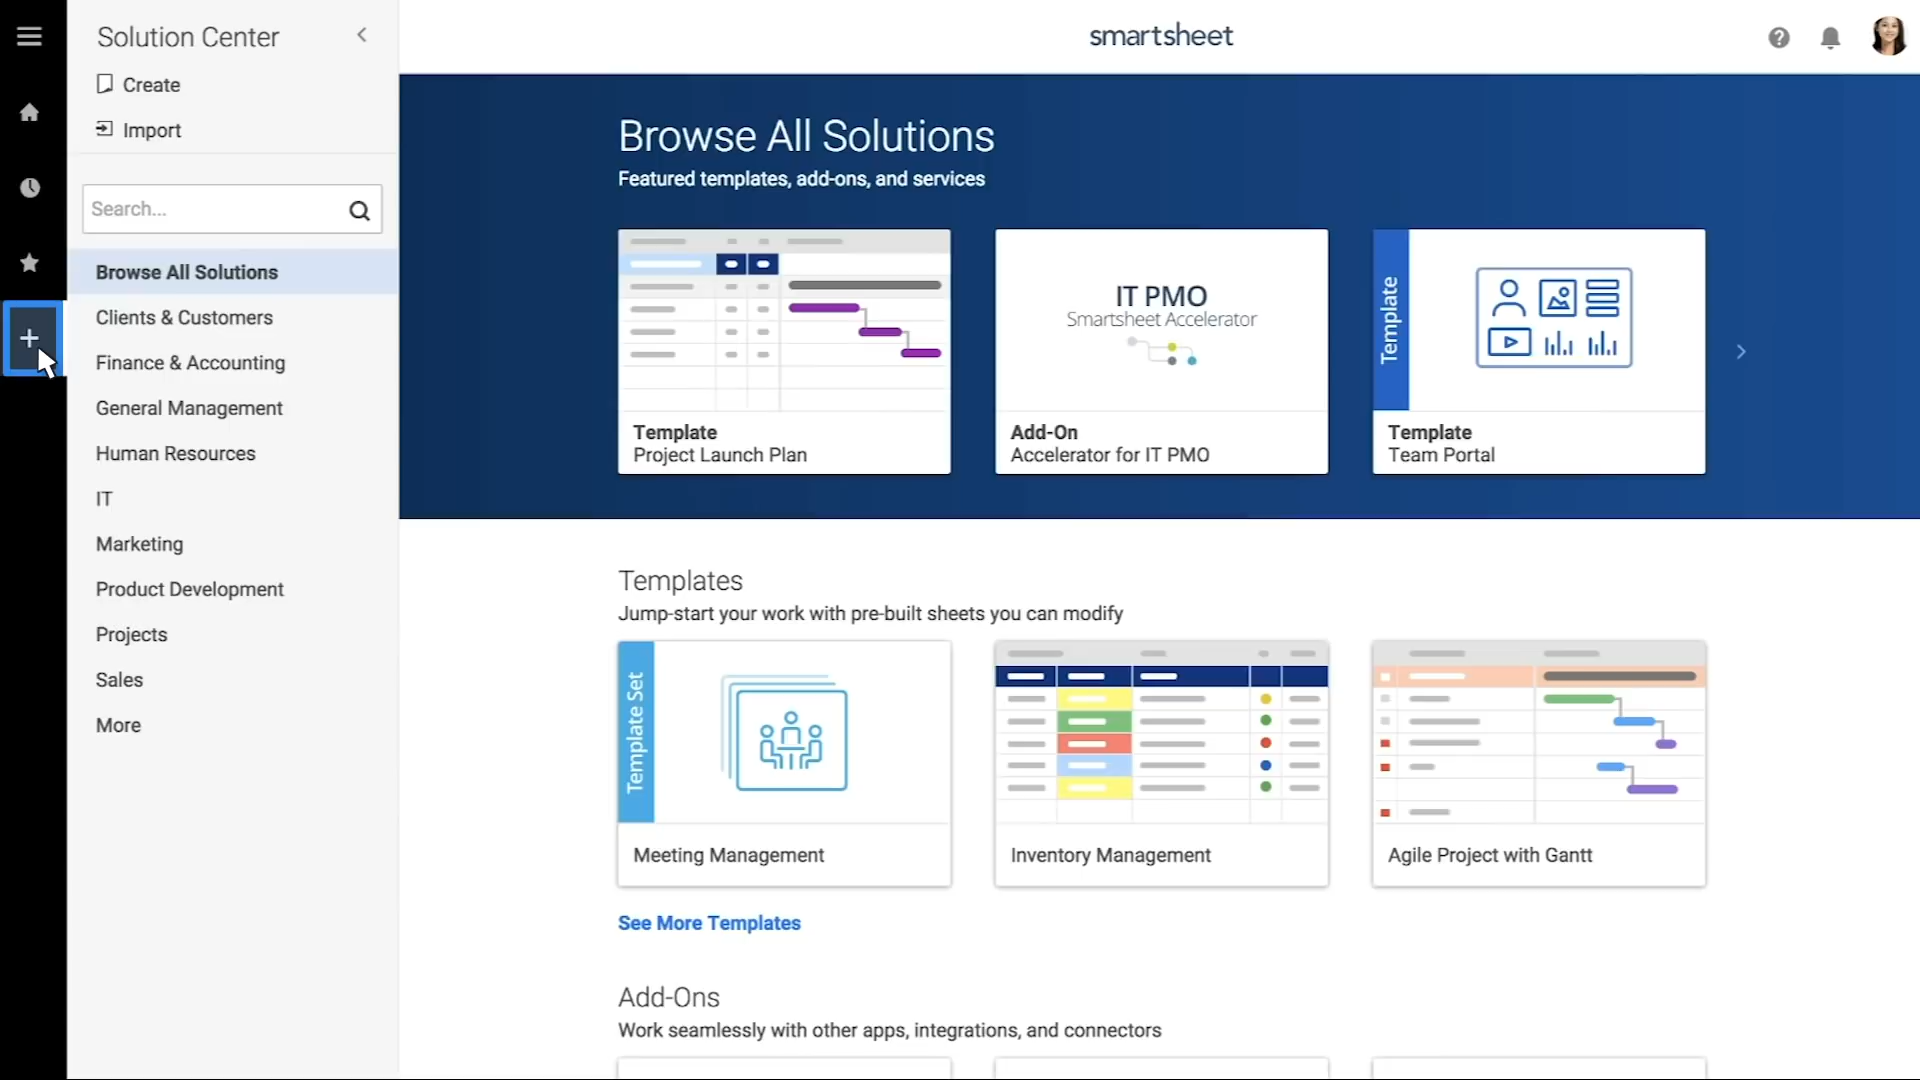 Solution Center
Create
Import
Search...
Browse All Solutions
Clients & Customers
Finance & Accounting
General Management
Human Resources
IT
Marketing
Product Development
Projects
Sales
More
smartsheet
Browse All Solutions
Featured templates, add-ons, and services
Template
Project Launch Plan
IT PMO
Smartsheet Accelerator
Add-On
Accelerator for IT PMO
Template
Template
Team Portal
Templates
Jump-start your work with pre-built sheets you can modify
Template Set
Meeting Management
Inventory Management
Agile Project with Gantt
See More Templates
Add-Ons
Work seamlessly with other apps, integrations, and connectors